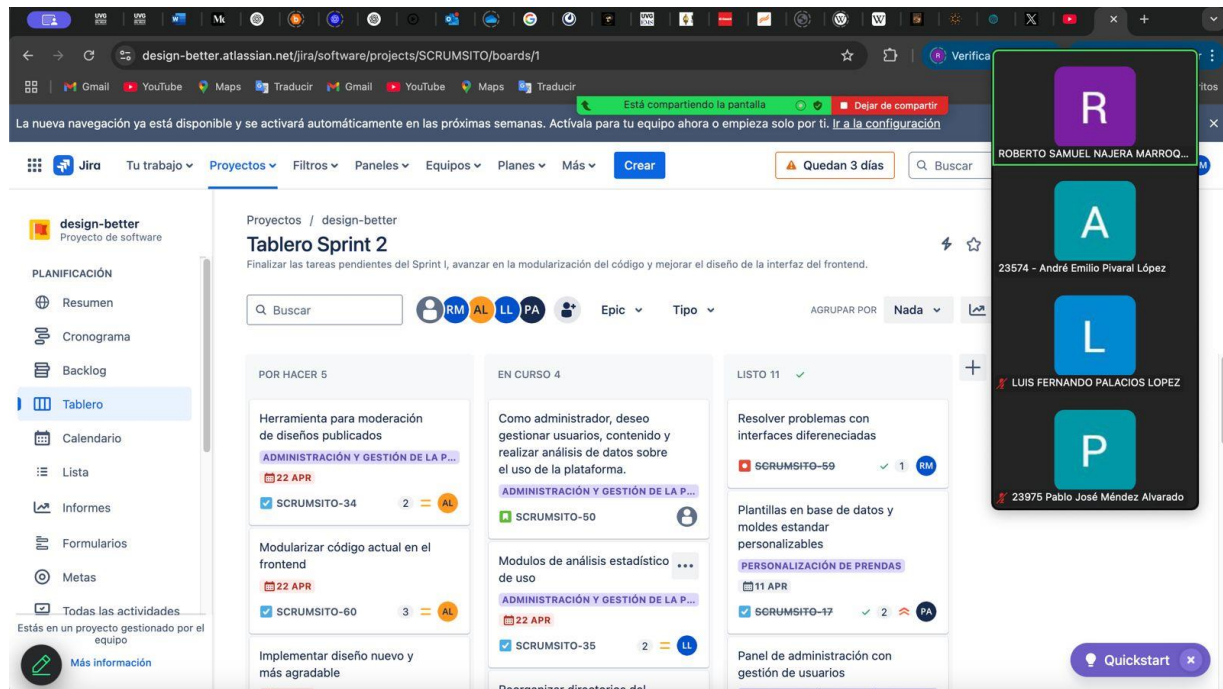 design-better.atlassian.net/jira/software/projects/SCRUMSITO/boards/1
Verifica
Gmail YouTube Maps Traducir Gmail YouTube Maps Traducir
Está compartiendo la pantalla Dejar de compartir
La nueva navegación ya está disponible y se activará automáticamente en las próximas semanas. Actívala para tu equipo ahora o empieza solo por ti. Ir a la configuración
Jira Tu trabajo Proyectos Filtros Paneles Equipos Planes Más Crear Quedan 3 días Buscar
R
ROBERTO SAMUEL NAJERA MARROQ...
A
23574 - André Emilio Pivaral López
L
LUIS FERNANDO PALACIOS LOPEZ
P
23975 Pablo José Méndez Alvarado
design-better
Proyecto de software
PLANIFICACIÓN
Resumen
Cronograma
Backlog
Tablero
Calendario
Lista
Informes
Formularios
Metas
Todas las actividades
Estás en un proyecto gestionado por el
equipo
Más información
Proyectos / design-better
Tablero Sprint 2
Finalizar las tareas pendientes del Sprint I, avanzar en la modularización del código y mejorar el diseño de la interfaz del frontend.
Buscar RM AL LL PA Epic Tipo AGRUPAR POR Nada
POR HACER 5
Herramienta para moderación
de diseños publicados
ADMINISTRACIÓN Y GESTIÓN DE LA P...
22 APR
SCRUMSITO-34 2 AL
Modularizar código actual en el
frontend
22 APR
SCRUMSITO-60 3 AL
Implementar diseño nuevo y
más agradable
EN CURSO 4
Como administrador, deseo
gestionar usuarios, contenido y
realizar análisis de datos sobre
el uso de la plataforma.
ADMINISTRACIÓN Y GESTIÓN DE LA P...
SCRUMSITO-50
Modulos de análisis estadístico
de uso
ADMINISTRACIÓN Y GESTIÓN DE LA P...
22 APR
SCRUMSITO-35 2 LL
Reorganizar directorios del
LISTO 11
Resolver problemas con
interfaces difereneciadas
SCRUMSITO-59 1 RM
Plantillas en base de datos y
moldes estandar
personalizables
PERSONALIZACIÓN DE PRENDAS
11 APR
SCRUMSITO-17 2 PA
Panel de administración con
gestión de usuarios
Quickstart